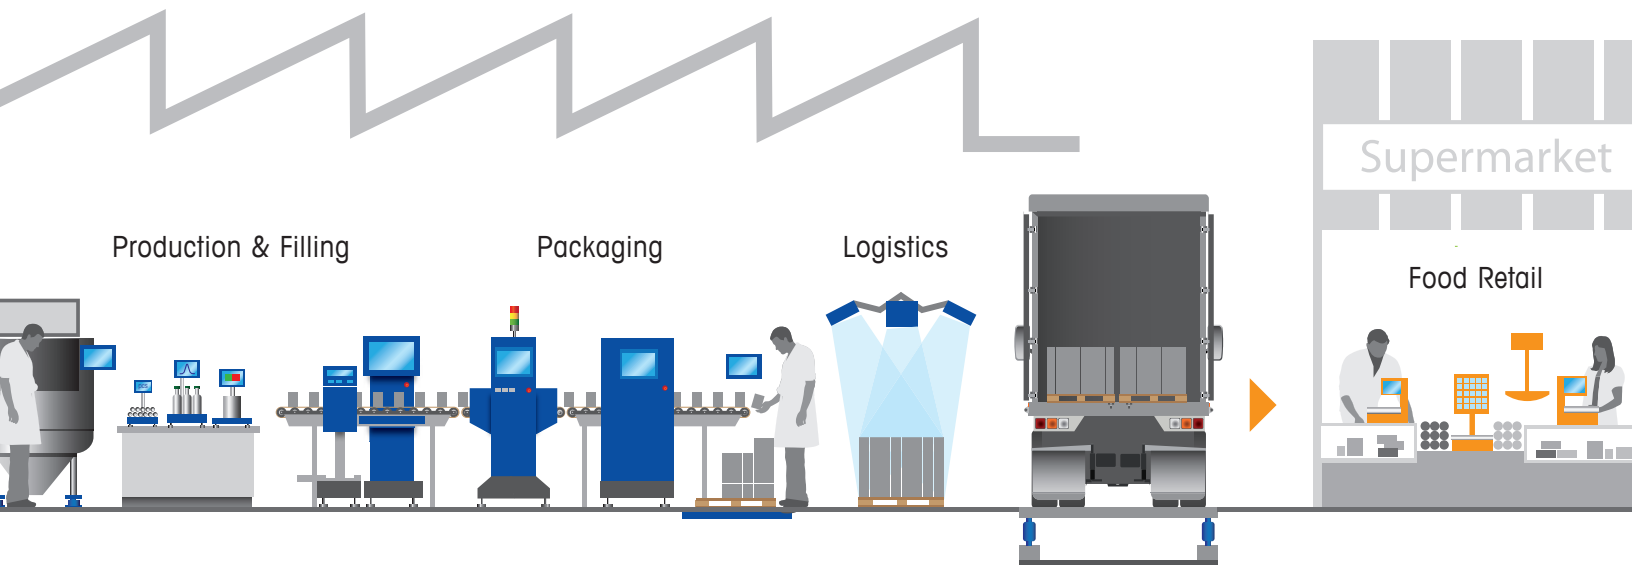 Supermarket
Production & Filling
Packaging
Logistics
Food Retail